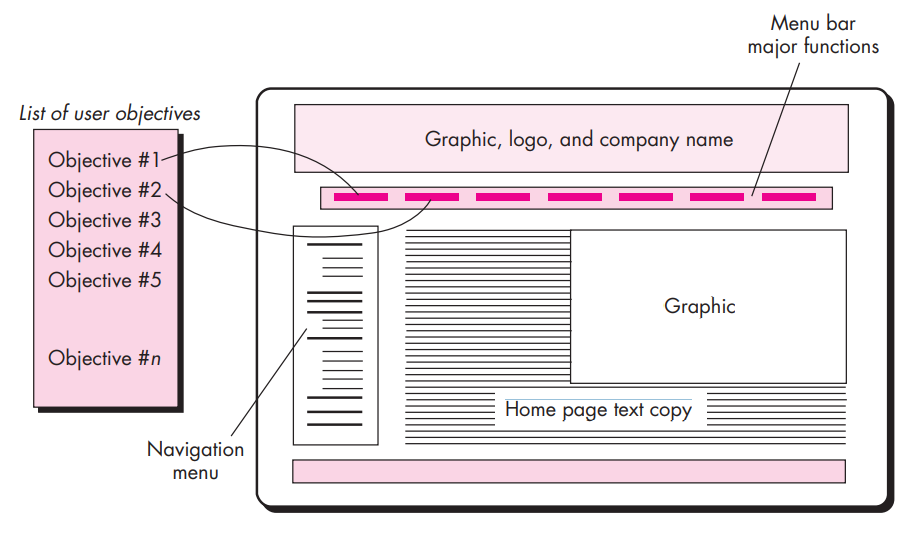 Menu bar
major functions
List of user objectives
Objective #1
Objective #2
Objective #3
Objective #4
Objective #5
Objective #n
Graphic, logo, and company name
Graphic
Home page text copy
Navigation
menu